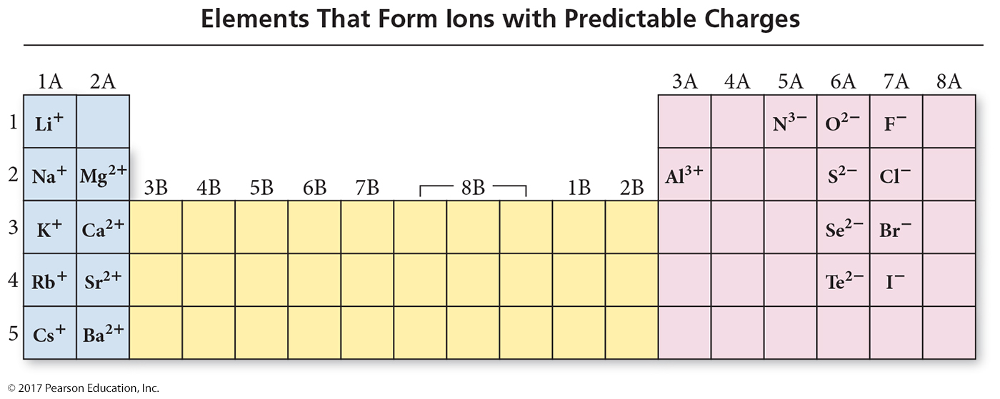 Elements That Form Ions with Predictable Charges
1A 2A 3A 4A 5A 6A 7A 8A
1 Li⁺ N³⁻ O²⁻ F⁻
2 Na⁺ Mg²⁺ 3B 4B 5B 6B 7B 8B 1B 2B Al³⁺ S²⁻ Cl⁻
3 K⁺ Ca²⁺ Se²⁻ Br⁻
4 Rb⁺ Sr²⁺ Te²⁻ I⁻
5 Cs⁺ Ba²⁺
© 2017 Pearson Education, Inc.